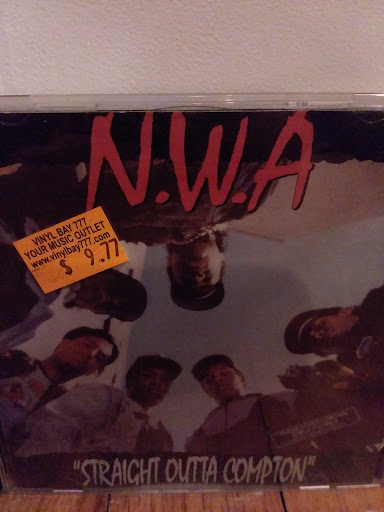 N.W.A
VINYL BAY 777
YOUR MUSIC OUTLET
www.vinylbay777.com
$ 9.77
"STRAIGHT OUTTA COMPTON"